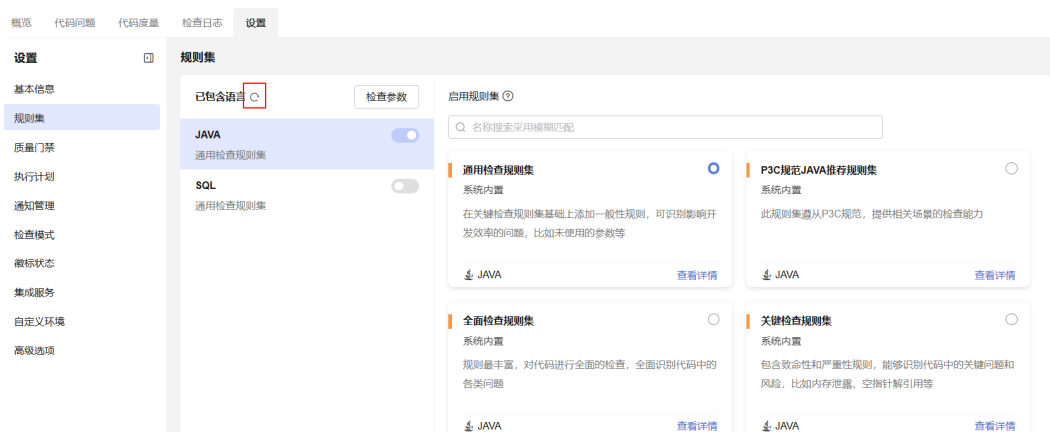 概览 代码问题 代码度量 检查日志 设置
设置
基本信息
规则集
质量门禁
执行计划
通知管理
检查模式
徽标状态
集成服务
自定义环境
高级选项
规则集
已包含语言 检查参数
JAVA
通用检查规则集
SQL
通用检查规则集
启用规则集
名称搜索采用模糊匹配
通用检查规则集
系统内置
在关键检查规则集基础上添加一般性规则，可识别影响开
发效率的问题，比如未使用的参数等
JAVA 查看详情
P3C规范JAVA推荐规则集
系统内置
此规则集遵从P3C规范，提供相关场景的检查能力
JAVA 查看详情
全面检查规则集
系统内置
规则最丰富，对代码进行全面的检查，全面识别代码中的
各类问题
JAVA 查看详情
关键检查规则集
系统内置
包含致命性和严重性规则，能够识别代码中的关键问题和
风险，比如内存泄露、空指针解引用等
JAVA 查看详情